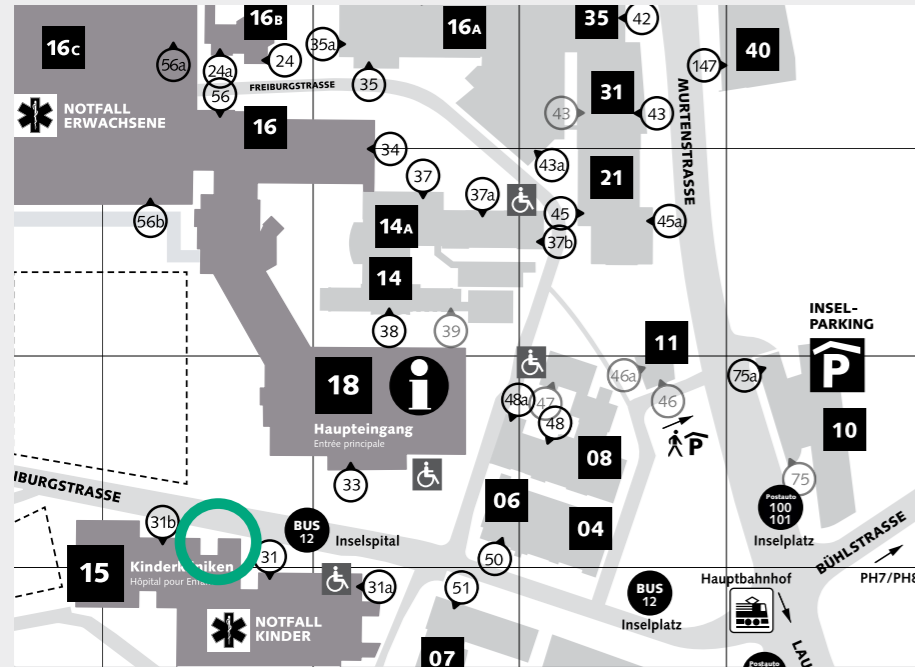 16B
35
42
16C
16A
40
35a
24
56a
24a
147
56
FREIBURGSTRASSE
35
31
MURTENSTRASSE
NOTFALL
ERWACHSENE
16
43
43
34
43a
37
21
37a
56b
14A
45
45a
37b
14
INSEL-
PARKING
38
39
11
P
18
i
46a
75a
48a
47
46
Haupteingang
Entrée principale
48
P
10
08
33
75
IBURGSTRASSE
06
Postauto
100
101
31b
BUS
12
Inselspital
04
Inselplatz
BÜHLSTRASSE
15
Kinderkliniken
31
50
PH7/PH8
31a
51
BUS
12
Inselplatz
Hauptbahnhof
NOTFALL
KINDER
07
LAU
Postauto